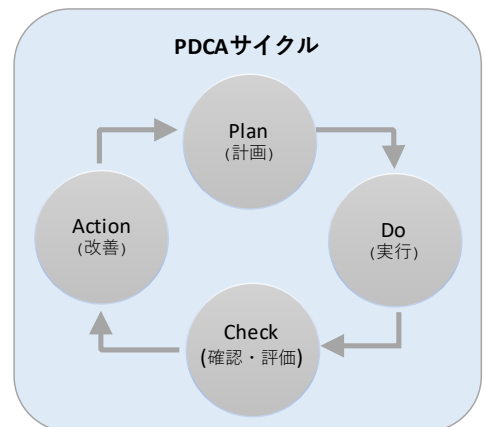 PDCAサイクル
Plan
(計画)
Do
(実行)
Check
(確認・評価)
Action
(改善)